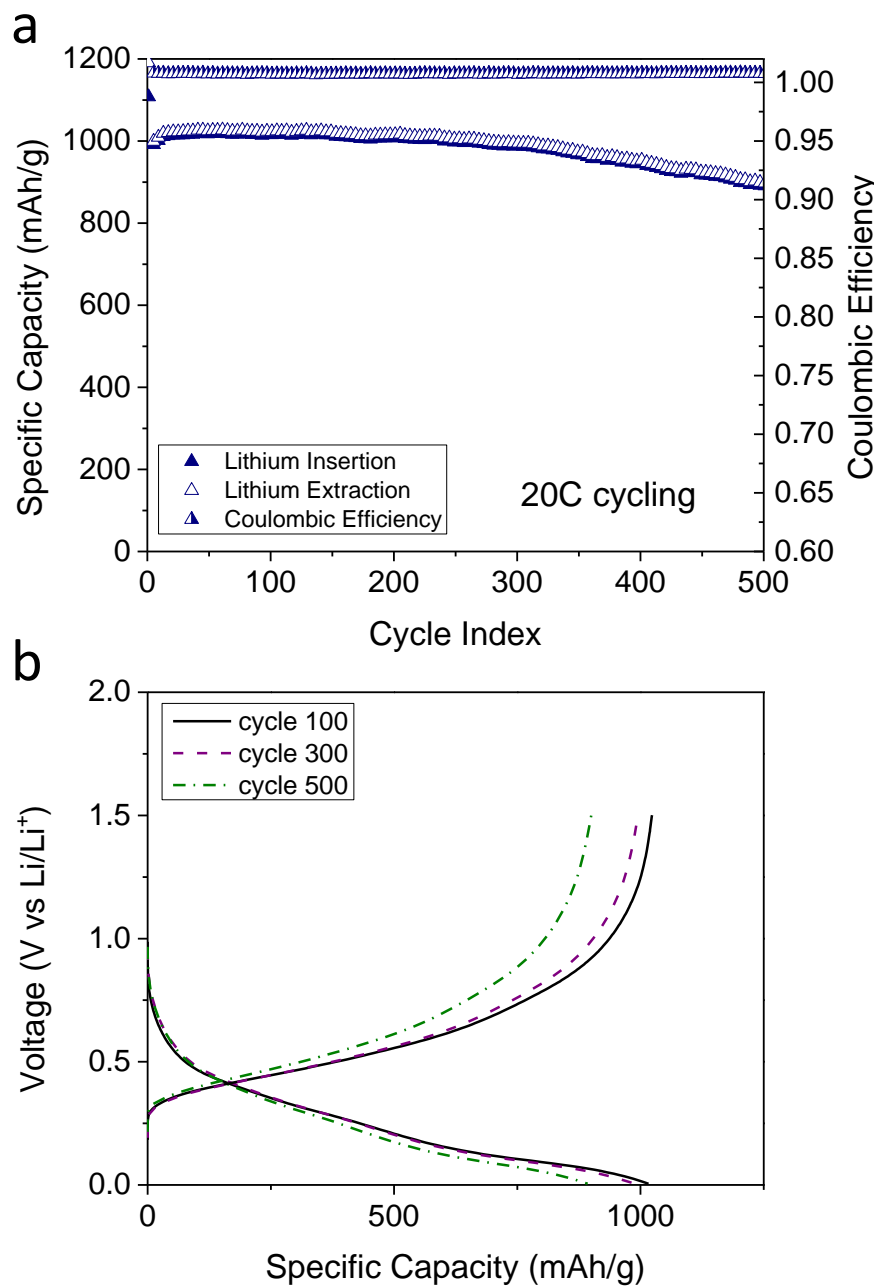 a
Specific Capacity (mAh/g)
1200
1000
800
600
400
200
0
1.00
0.95
0.90
0.85
0.80
0.75
0.70
0.65
0.60
Coulombic Efficiency
Lithium Insertion
Lithium Extraction
Coulombic Efficiency
20C cycling
0 100 200 300 400 500
Cycle Index
b
Voltage (V vs Li/Li⁺)
2.0
1.5
1.0
0.5
0.0
cycle 100
cycle 300
cycle 500
0 500 1000
Specific Capacity (mAh/g)